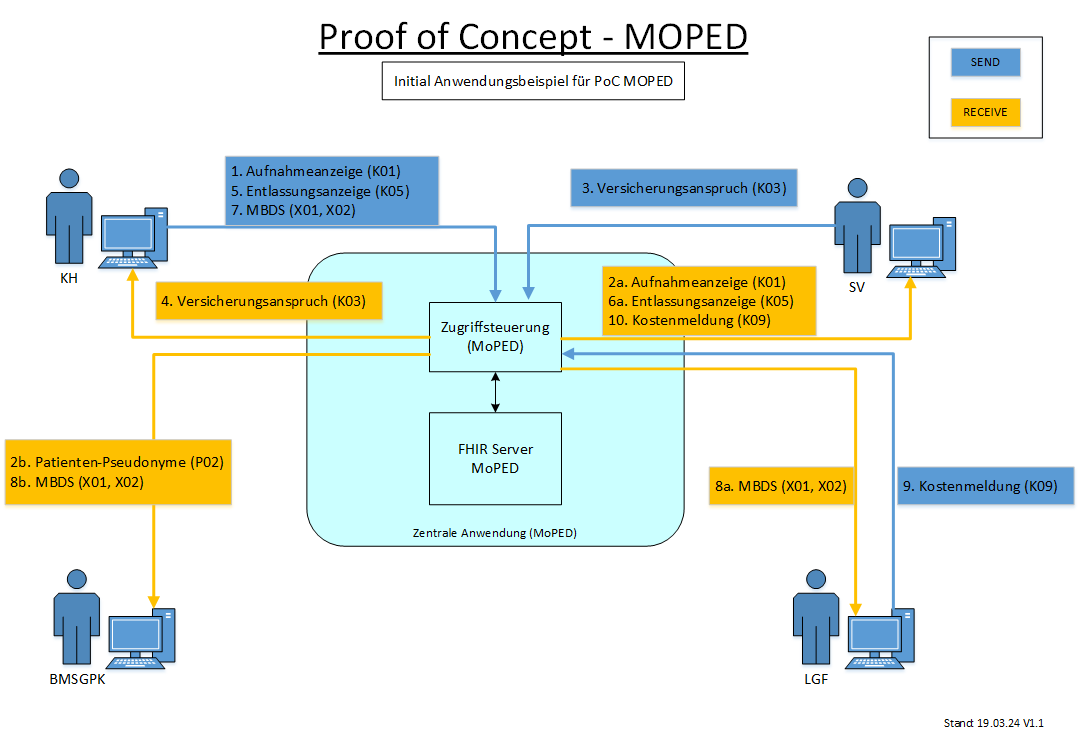 Proof of Concept - MOPED
Initial Anwendungsbeispiel für PoC MOPED
SEND
RECEIVE
1. Aufnahmeanzeige (K01)
5. Entlassungsanzeige (K05)
7. MBDS (X01, X02)
3. Versicherungsanspruch (K03)
KH
SV
4. Versicherungsanspruch (K03)
2a. Aufnahmeanzeige (K01)
6a. Entlassungsanzeige (K05)
10. Kostenmeldung (K09)
Zugriffsteuerung
(MoPED)
FHIR Server
MoPED
Zentrale Anwendung (MoPED)
2b. Patienten-Pseudonyme (P02)
8b. MBDS (X01, X02)
8a. MBDS (X01, X02)
9. Kostenmeldung (K09)
BMSGPK
LGF
Stand: 19.03.24 V1.1